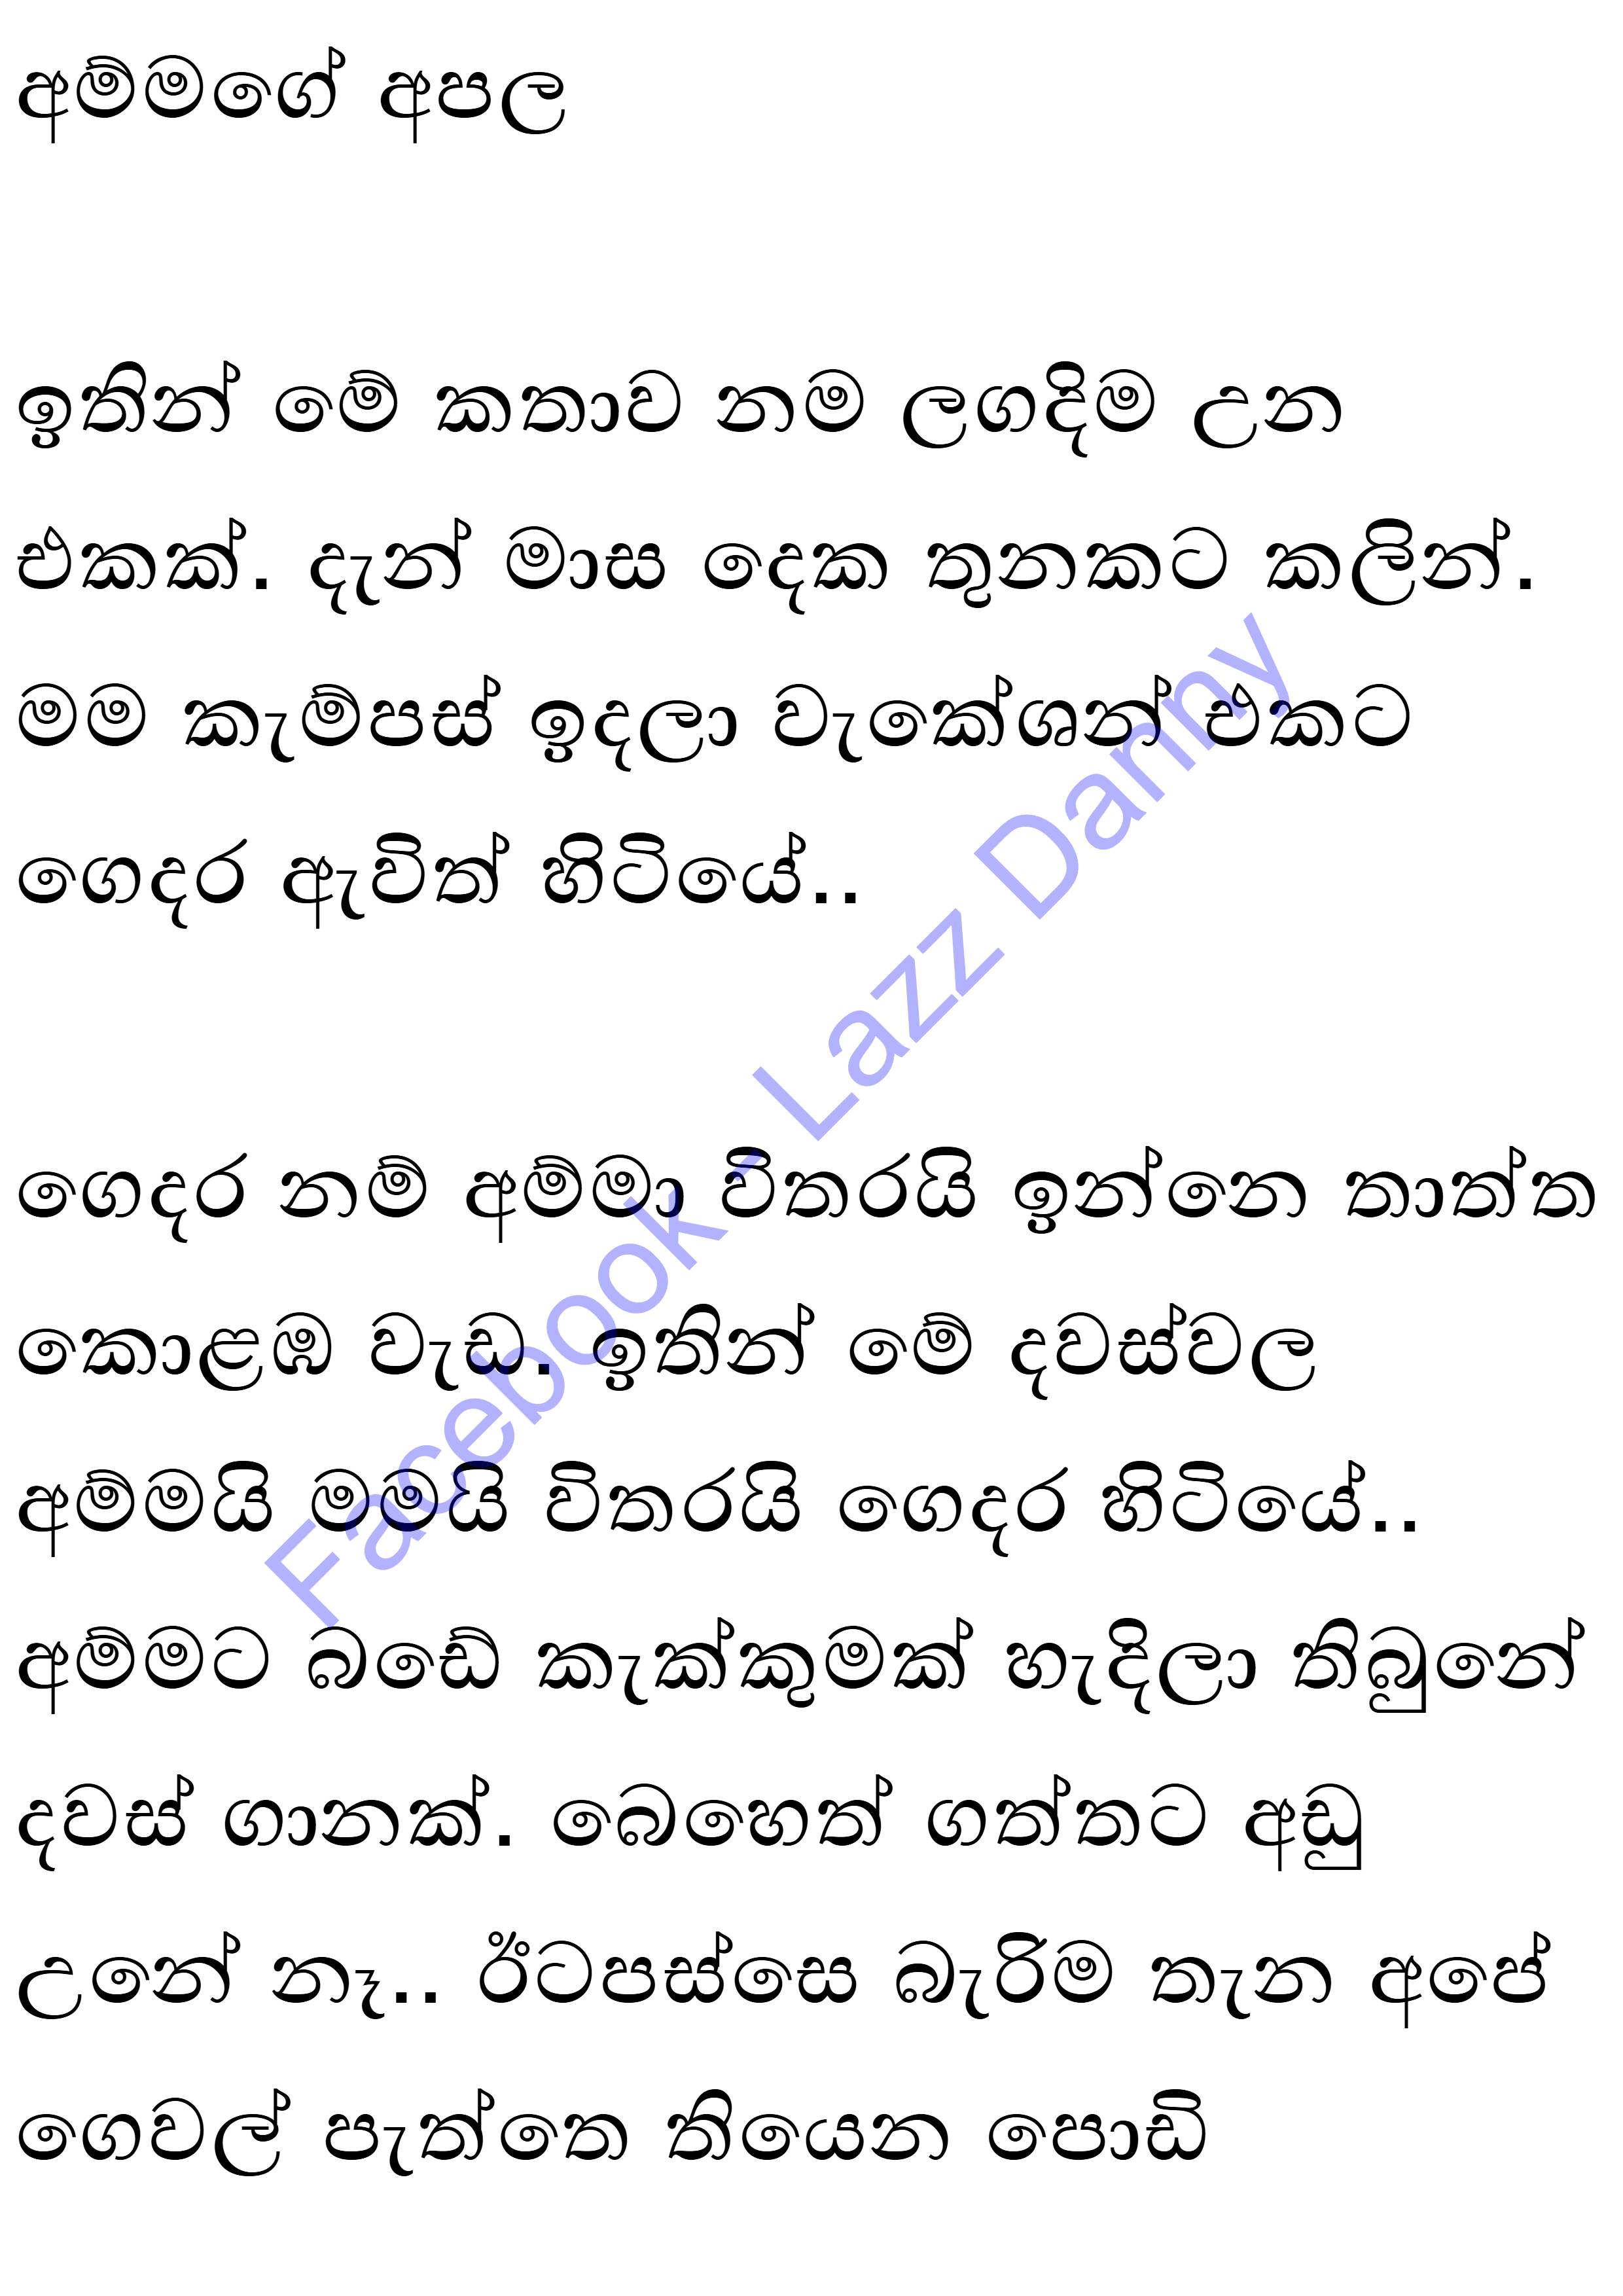 අම්මගේ අපල
ඉතින් මේ කතාව නම ලගදිම උන
එකක්. දැන් මාස දෙක තුනකට කලින්.
මම කැම්පස් ඉදලා වැකේශන් එකට
ගෙදර ඇවිත් හිටියේ..
ගෙදර නම් අම්මා විතරයි ඉන්නෙ තාත්ත
කොළඹ වැඩ. ඉතින් මේ දවස්වල
අම්මයි මමයි විතරයි ගෙදර හිටියේ..
අම්මට බඩේ කැක්කුමක් හැදිලා තිබුනේ
දවස් ගානක්. බෙහෙත් ගත්තට අඩු
උනේ නෑ.. ඊටපස්සෙ බැරිම තැන අපේ
ගෙවල් පැත්තෙ තියෙන පොඩි
Facebook - Lazz Danny